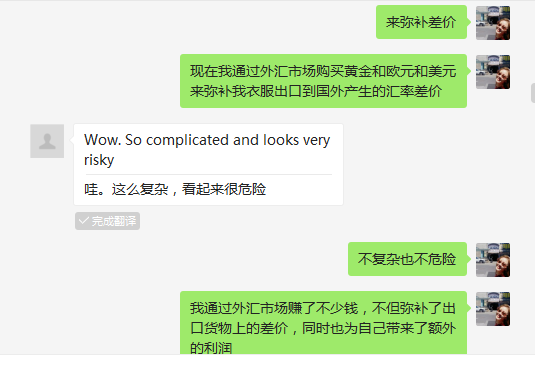 来弥补差价
现在我通过外汇市场购买黄金和欧元和美元
来弥补我衣服出口到国外产生的汇率差价
Wow. So complicated and looks very
risky
哇。这么复杂，看起来很危险
完成翻译
不复杂也不危险
我通过外汇市场赚了不少钱，不但弥补了出
口货物上的差价，同时也为自己带来了额外
的利润